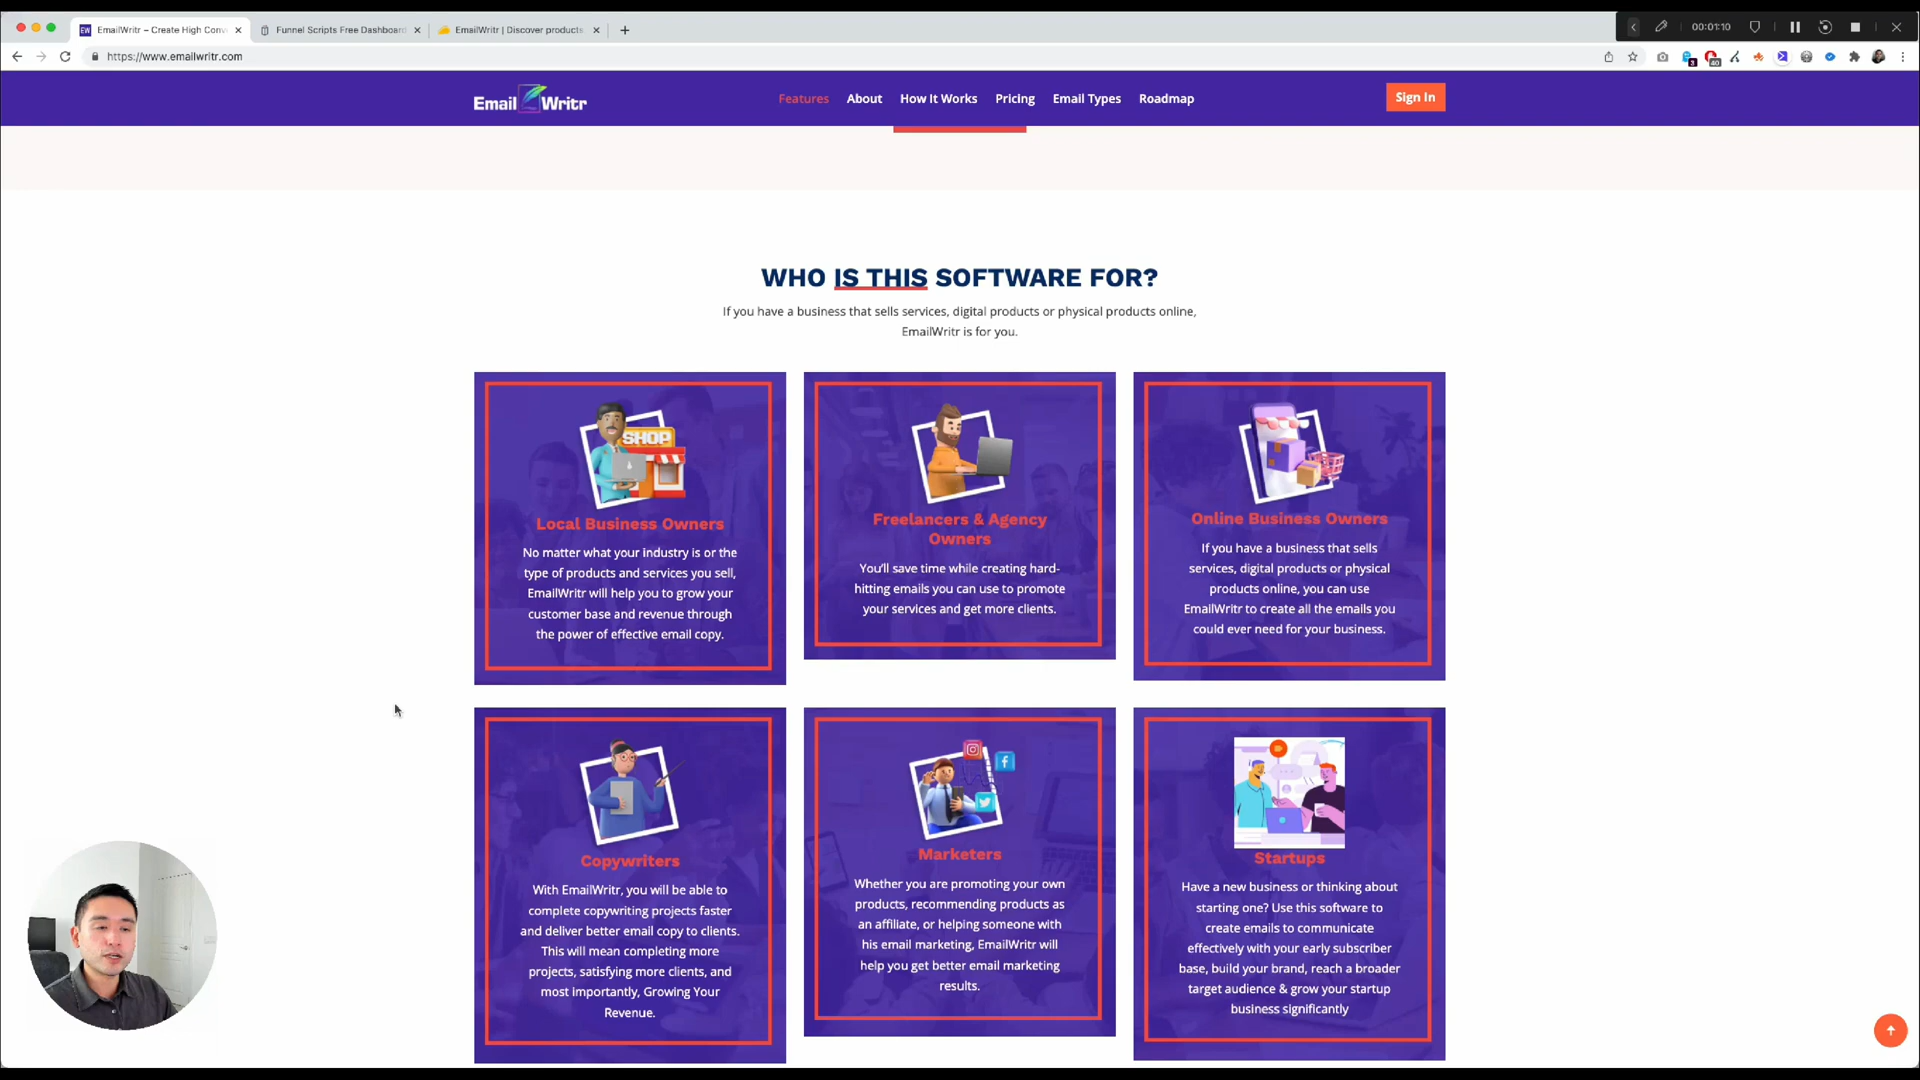 EmailWritr – Create High Conv
Funnel Scripts Free Dashboard
EmailWritr | Discover products.
00:01:10
https://www.emailwritr.com
3
40
Email Writr
Features
About
How It Works
Pricing
Email Types
Roadmap
Sign In
WHO IS THIS SOFTWARE FOR?
If you have a business that sells services, digital products or physical products online,
EmailWritr is for you.
SHOP
Local Business Owners
No matter what your industry is or the
type of products and services you sell,
EmailWritr will help you to grow your
customer base and revenue through
the power of effective email copy.
Freelancers & Agency
Owners
You'll save time while creating hard-
hitting emails you can use to promote
your services and get more clients.
Online Business Owners
If you have a business that sells
services, digital products or physical
products online, you can use
EmailWritr to create all the emails you
could ever need for your business.
Copywriters
With EmailWritr, you will be able to
complete copywriting projects faster
and deliver better email copy to clients.
This will mean completing more
projects, satisfying more clients, and
most importantly, Growing Your
Revenue.
Marketers
Whether you are promoting your own
products, recommending products as
an affiliate, or helping someone with
his email marketing, EmailWritr will
help you get better email marketing
results.
Startups
Have a new business or thinking about
starting one? Use this software to
create emails to communicate
effectively with your early subscriber
base, build your brand, reach a broader
target audience & grow your startup
business significantly